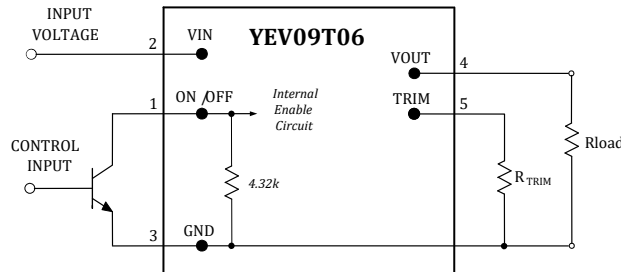 INPUT
VOLTAGE
2
VIN
YEV09T06
VOUT
4
1
ON /OFF
Internal
Enable
Circuit
TRIM
5
CONTROL
INPUT
4.32k
R TRIM
Rload
3
GND